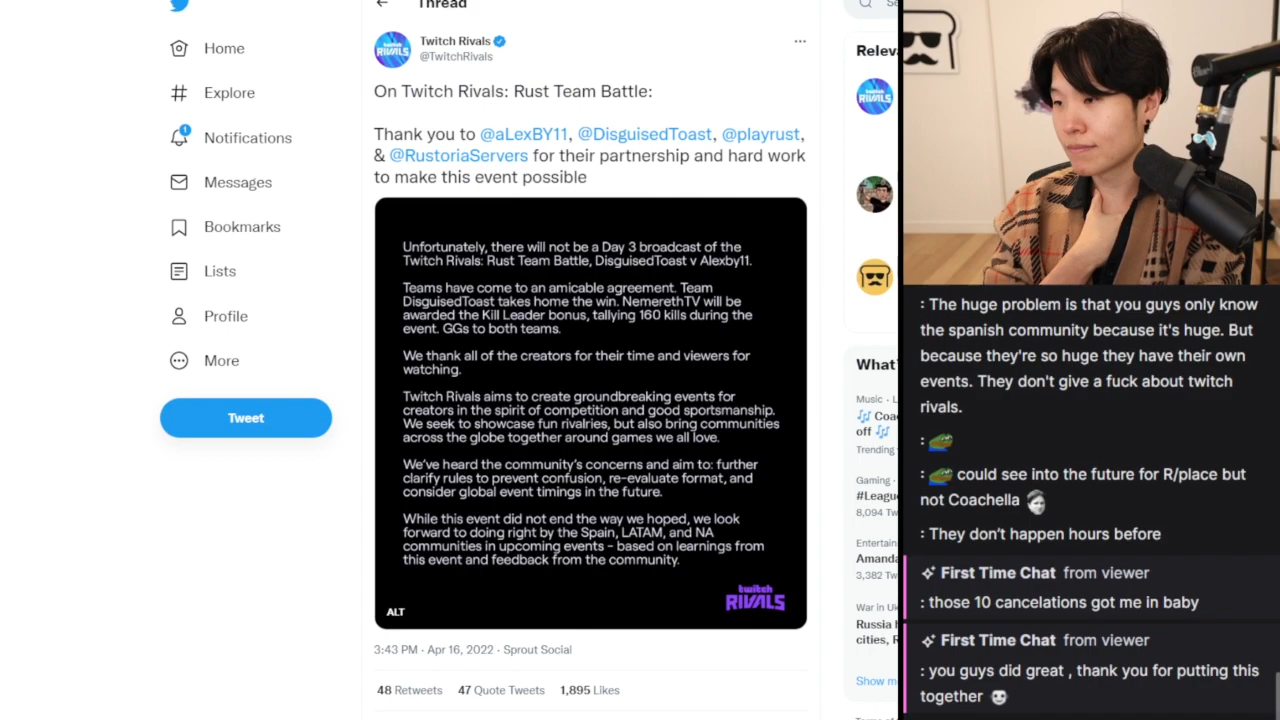 Thread
Home
Explore
1
Notifications
Messages
Bookmarks
Lists
Profile
More
Tweet
twitch
RIVALS
Twitch Rivals
@TwitchRivals
On Twitch Rivals: Rust Team Battle:
Thank you to @aLexBY11, @DisguisedToast, @playrust,
& @RustoriaServers for their partnership and hard work
to make this event possible
Unfortunately, there will not be a Day 3 broadcast of the
Twitch Rivals: Rust Team Battle, DisguisedToast v Alexby11.
Teams have come to an amicable agreement. Team
DisguisedToast takes home the win. NemerethTV will be
awarded the Kill Leader bonus, tallying 160 kills during the
event. GGs to both teams.
We thank all of the creators for their time and viewers for
watching.
Twitch Rivals aims to create groundbreaking events for
creators in the spirit of competition and good sportsmanship.
We seek to showcase fun rivalries, but also bring communities
across the globe together around games we all love.
We've heard the community's concerns and aim to: further
clarify rules to prevent confusion, re-evaluate format, and
consider global event timings in the future.
While this event did not end the way we hoped, we look
forward to doing right by the Spain, LATAM, and NA
communities in upcoming events - based on learnings from
this event and feedback from the community.
ALT
twitch
RIVALS
3:43 PM · Apr 16, 2022 · Sprout Social
48 Retweets 47 Quote Tweets 1,895 Likes
Se
Releva
RIVALS
What'
Music · L
Coa
off
Trending
Gaming ·
#Leagu
8,094 Tw
Entertain
Amanda
3,382 Tw
War in Uk
Russia
cities, R
Show m
: The huge problem is that you guys only know
the spanish community because it's huge. But
because they're so huge they have their own
events. They don't give a fuck about twitch
rivals.
:
: could see into the future for R/place but
not Coachella
: They don't happen hours before
First Time Chat from viewer
: those 10 cancelations got me in baby
First Time Chat from viewer
: you guys did great , thank you for putting this
together